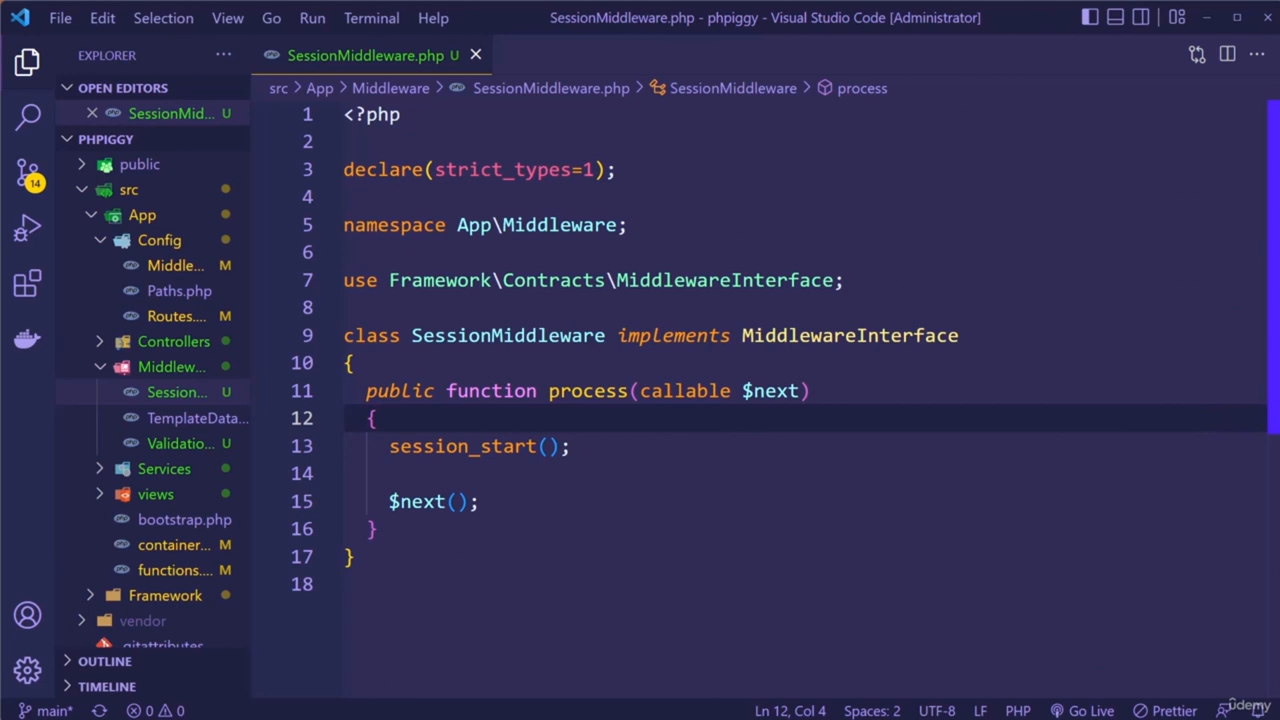 File Edit Selection View Go Run Terminal Help SessionMiddleware.php - phpiggy - Visual Studio Code [Administrator]
EXPLORER ···
SessionMiddleware.php U
OPEN EDITORS
SessionMid... U
PHPIGGY
public
src
App
Config
Middle... M
Paths.php
Routes.... M
Controllers
Middlew...
Session... U
TemplateData...
Validatio... U
Services
views
bootstrap.php
container... M
functions.... M
Framework
vendor
.gitattributes
OUTLINE
TIMELINE
14
src > App > Middleware > SessionMiddleware.php > SessionMiddleware > process
1 <?php
2
3 declare(strict_types=1);
4
5 namespace App\Middleware;
6
7 use Framework\Contracts\MiddlewareInterface;
8
9 class SessionMiddleware implements MiddlewareInterface
10 {
11 public function process(callable $next)
12 {
13 session_start();
14
15 $next();
16 }
17 }
18
main* 0 0 Ln 12, Col 4 Spaces: 2 UTF-8 LF PHP Go Live Prettier
ûdemy